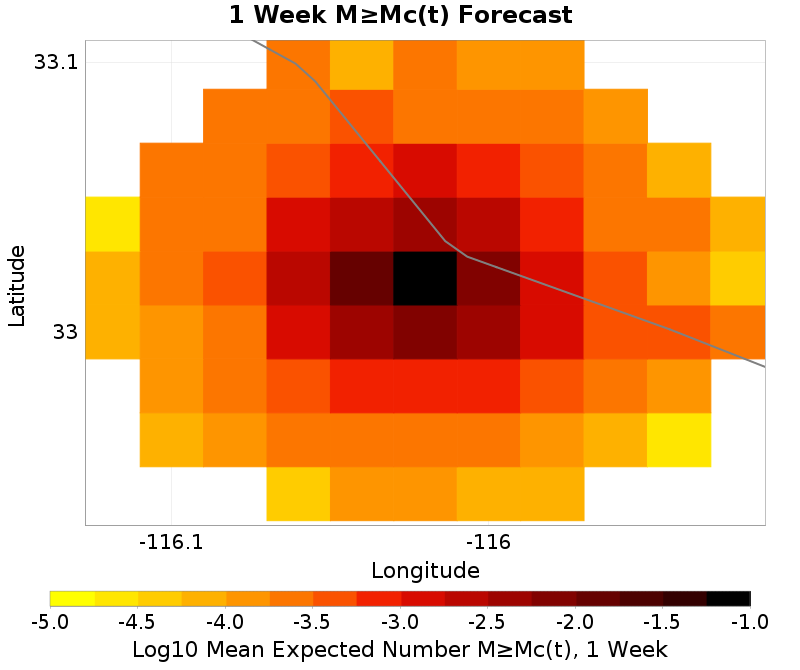 1 Week M≥Mc(t) Forecast
33.1
33
Latitude
-116.1 -116
Longitude
-5.0 -4.5 -4.0 -3.5 -3.0 -2.5 -2.0 -1.5 -1.0
Log10 Mean Expected Number M≥Mc(t), 1 Week